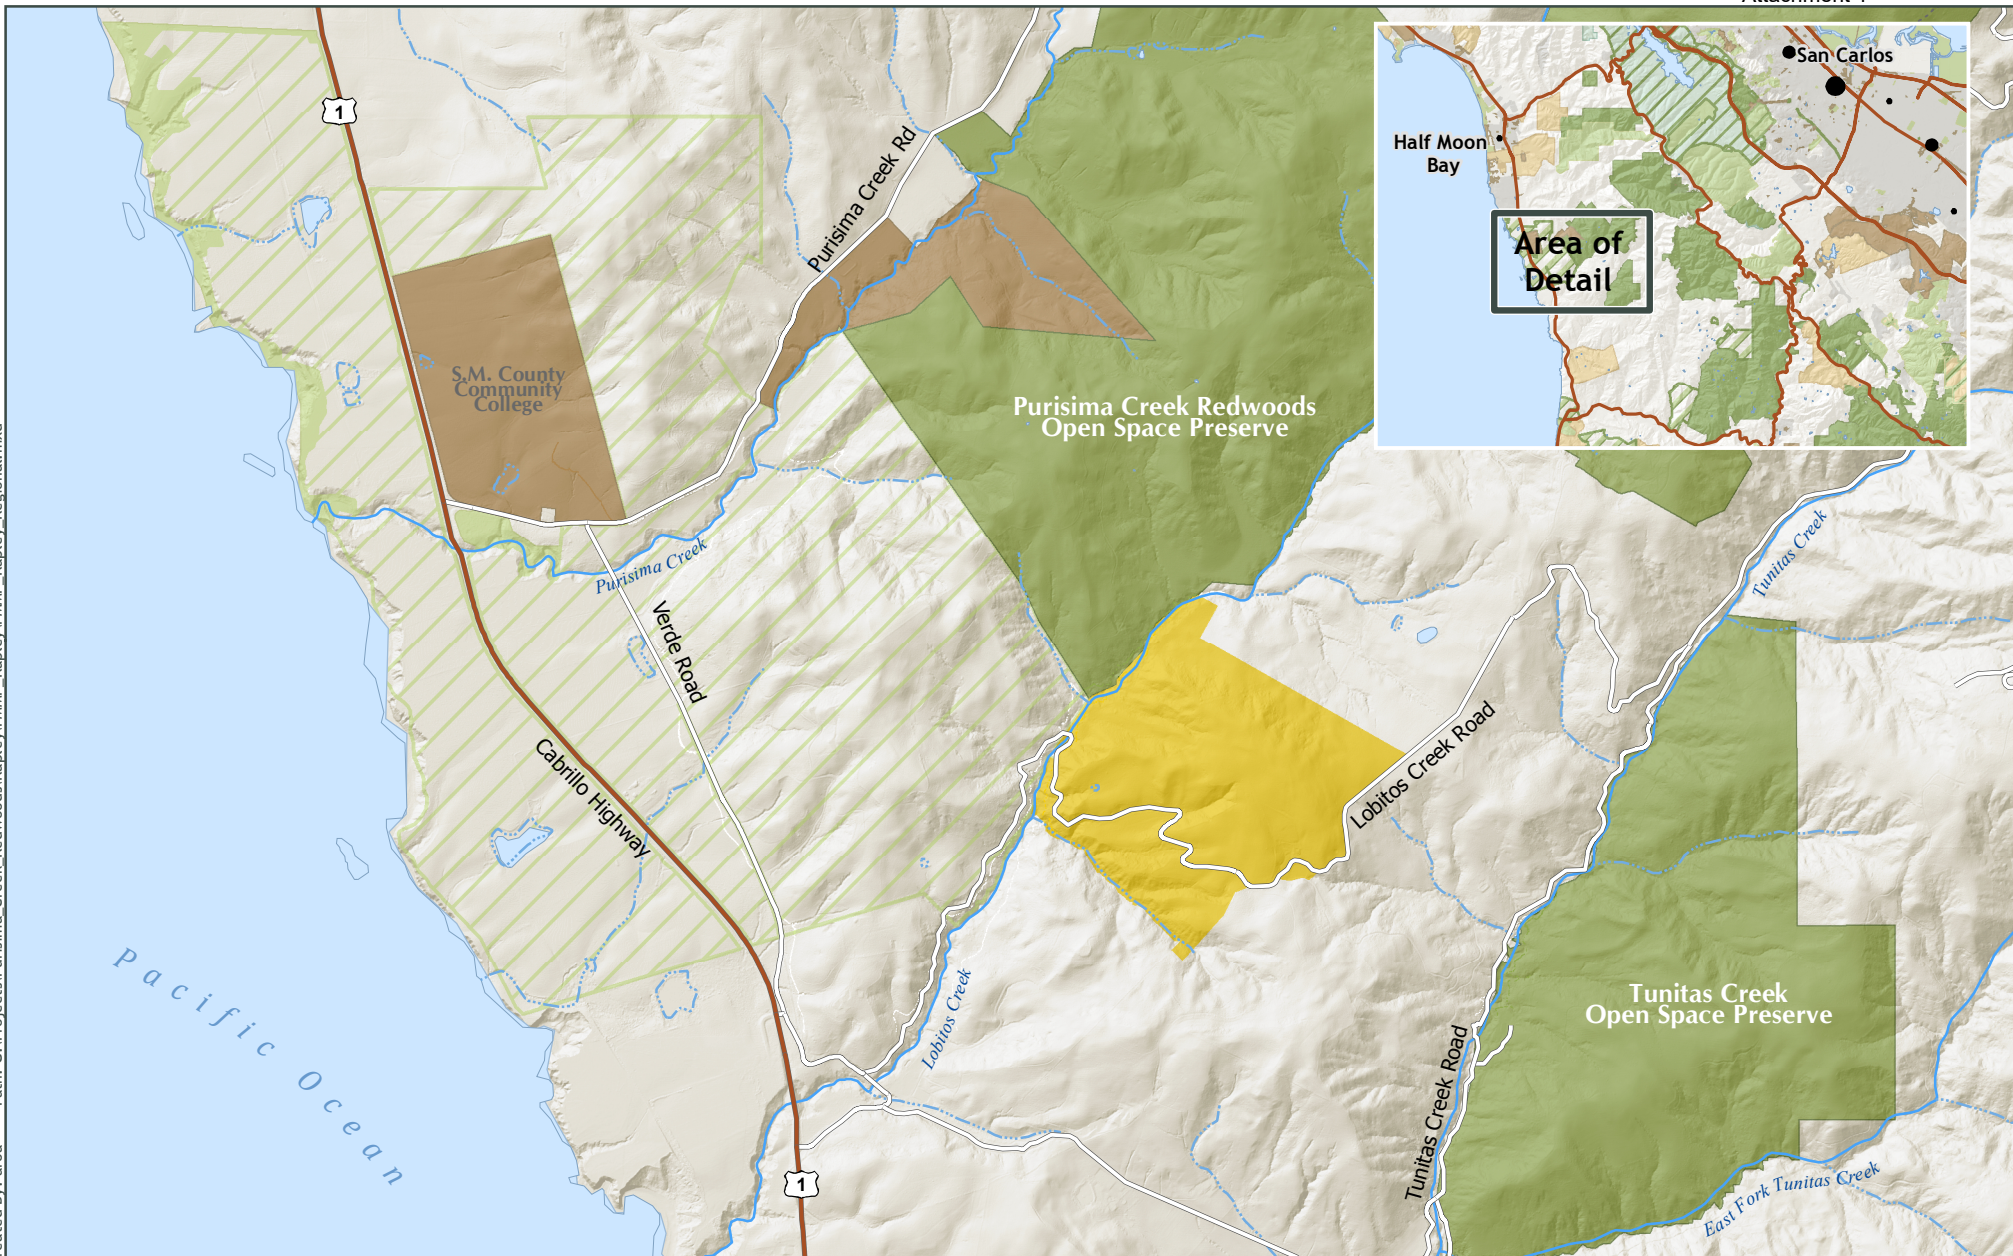 San Carlos
Half Moon
Bay
Area of
Detail
1
Purisima Creek Rd
S.M. County
Community
College
Purisima Creek Redwoods
Open Space Preserve
Tunitas Creek
Purisima Creek
Verde Road
Cabrillo Highway
Lobitos Creek Road
Pacific Ocean
Lobitos Creek
Tunitas Creek
Open Space Preserve
Tunitas Creek Road
1
East Fork Tunitas Creek